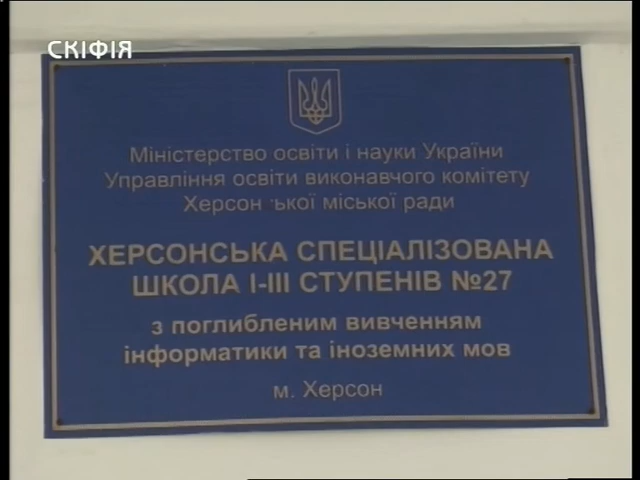 СКІФІЯ
Міністерство освіти і науки України
Управління освіти виконавчого комітету
Херсон ької міської ради
ХЕРСОНСЬКА СПЕЦІАЛІЗОВАНА
ШКОЛА І-ІІІ СТУПЕНІВ №27
з поглибленим вивченням
інформатики та іноземних мов
м. Херсон